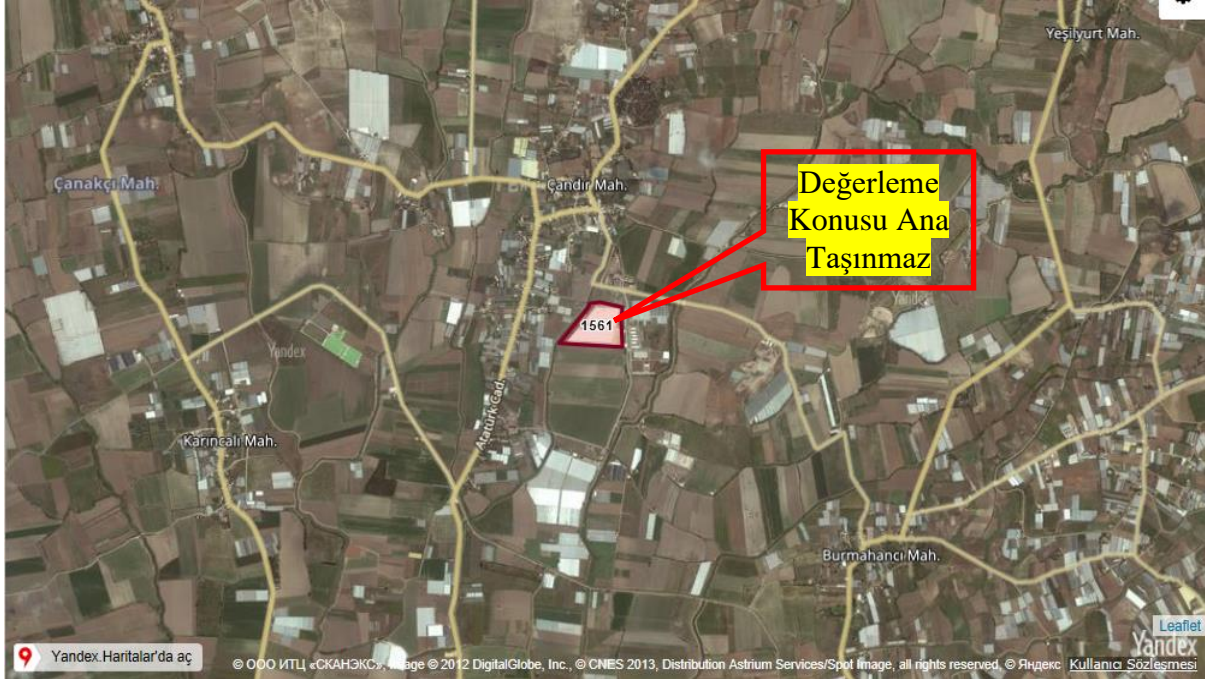 Yeşilyurt Mah.
Çanakçı Mah.
Çandır Mah.
Değerleme
Konusu Ana
Taşınmaz
Yandex
1561
Yandex
Atatürk Cad.
Karıncalı Mah.
Burmahancı Mah.
Leaflet
Yandex
Yandex.Haritalar'da aç
© ООО ИТЦ «СКАНЭКС», Image © 2012 DigitalGlobe, Inc., © CNES 2013, Distribution Astrium Services/Spot Image, all rights reserved, © Яндекс Kullanıcı Sözleşmesi